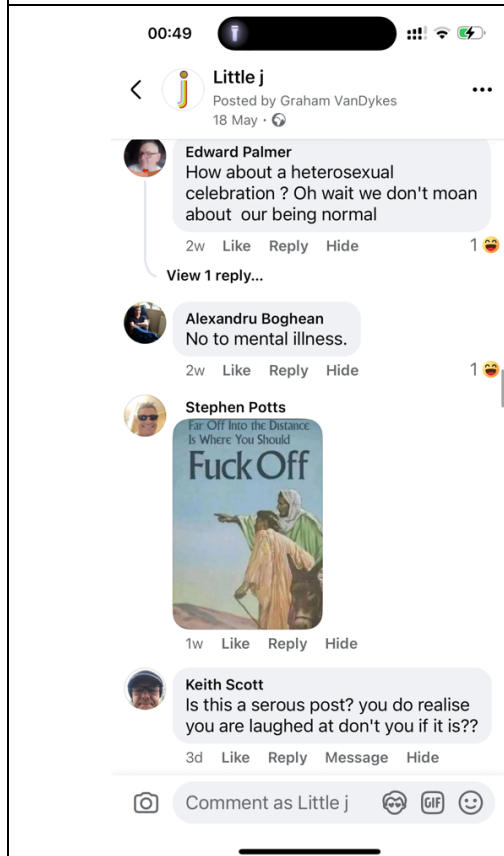 00:49
Little j
Posted by Graham VanDykes
18 May ·
Edward Palmer
How about a heterosexual
celebration ? Oh wait we don't moan
about our being normal
2w Like Reply Hide 1
View 1 reply...
Alexandru Boghean
No to mental illness.
2w Like Reply Hide 1
Stephen Potts
Far Off Into the Distance
Is Where You Should
Fuck Off
1w Like Reply Hide
Keith Scott
Is this a serous post? you do realise
you are laughed at don't you if it is??
3d Like Reply Message Hide
Comment as Little j GIF